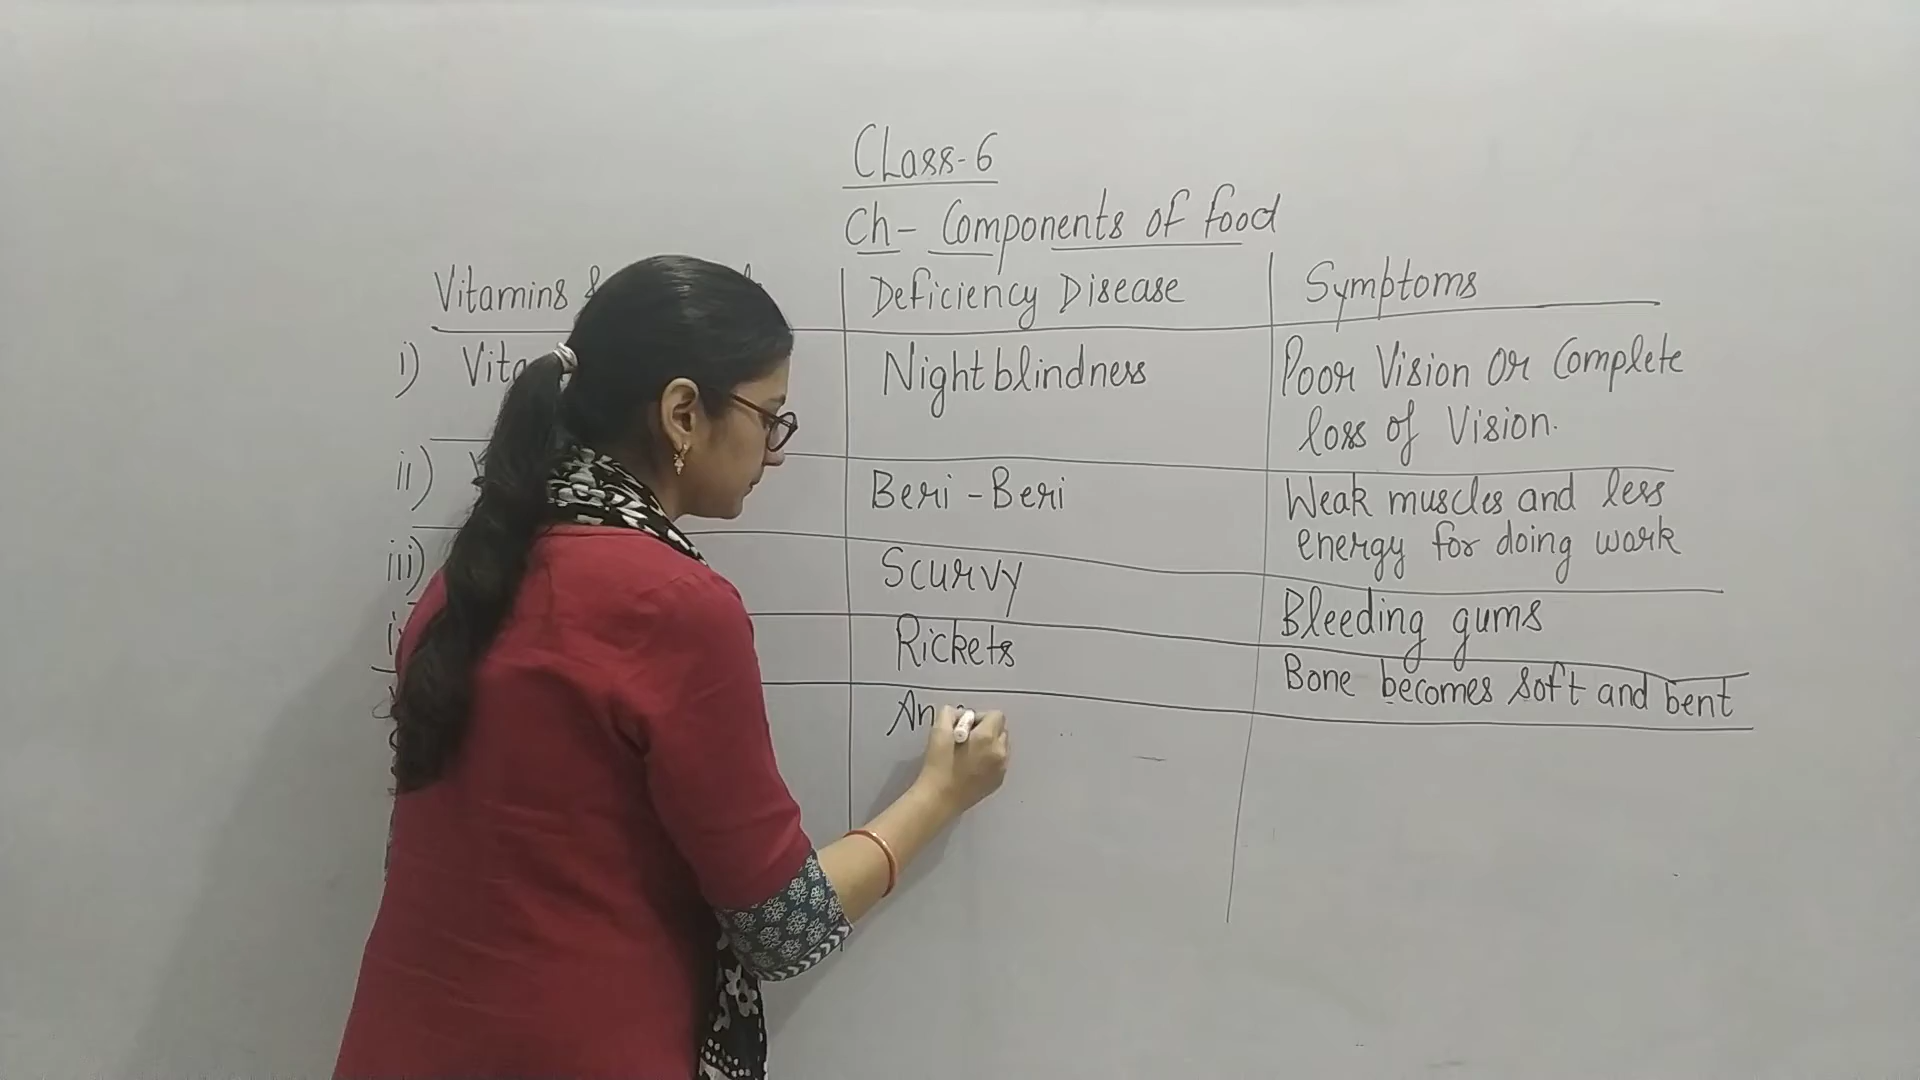 Class-6
Ch- Components of food
Vitamins &
Deficiency Disease
Symptoms
i)
Night blindness
Poor Vision or Complete
loss of Vision.
ii)
Beri-Beri
Weak muscles and less
energy for doing work
iii)
Scurvy
Bleeding gums
Rickets
Bone becomes soft and bent